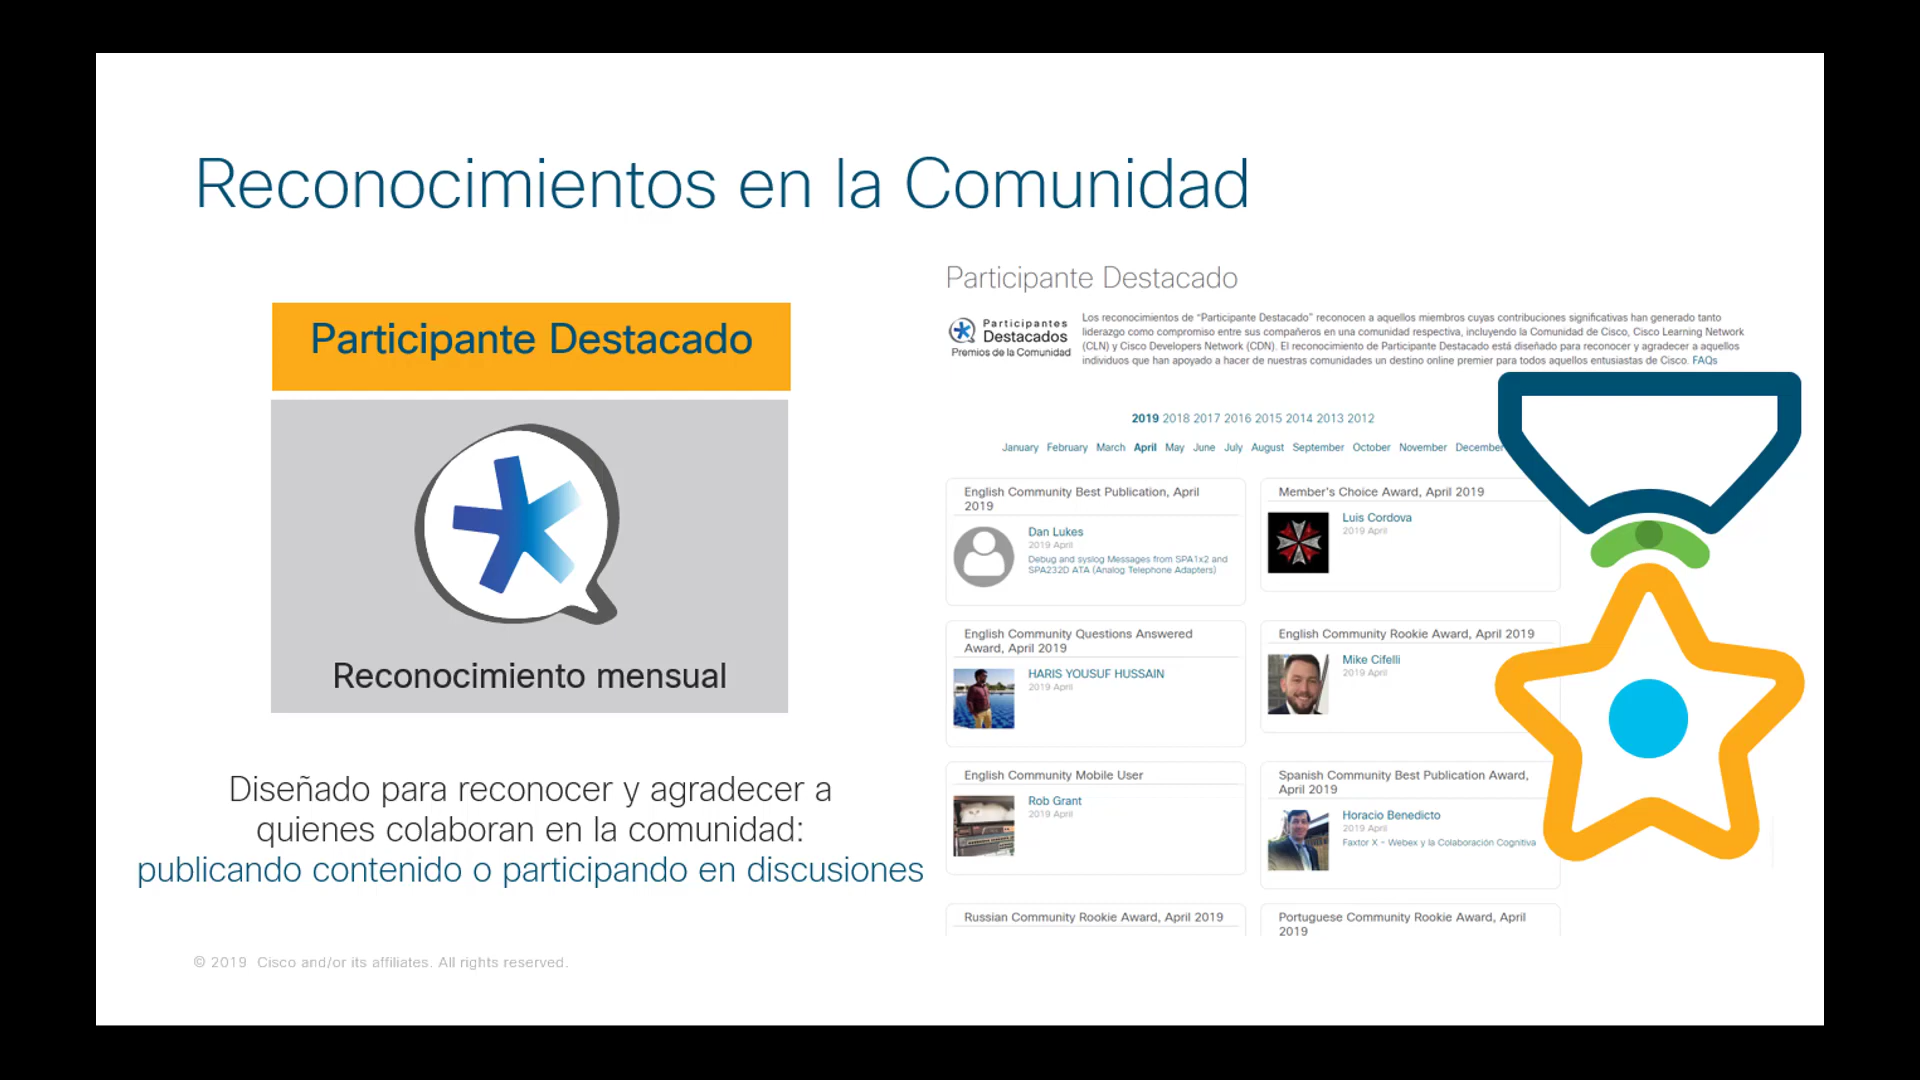 Reconocimientos en la Comunidad
Participante Destacado
Reconocimiento mensual
Diseñado para reconocer y agradecer a
quienes colaboran en la comunidad:
publicando contenido o participando en discusiones
Participante Destacado
Participantes
Destacados
Premios de la Comunidad
Los reconocimientos de “Participante Destacado” reconocen a aquellos miembros cuyas contribuciones significativas han generado tanto
liderazgo como compromiso entre sus compañeros en una comunidad respectiva, incluyendo la Comunidad de Cisco, Cisco Learning Network
(CLN) y Cisco Developers Network (CDN). El reconocimiento de Participante Destacado está diseñado para reconocer y agradecer a aquellos
individuos que han apoyado a hacer de nuestras comunidades un destino online premier para todos aquellos entusiastas de Cisco. FAQs
2019 2018 2017 2016 2015 2014 2013 2012
January February March April May June July August September October November December
English Community Best Publication, April
2019
Dan Lukes
2019 April
Debug and syslog Messages from SPA1x2 and
SPA232D ATA (Analog Telephone Adapters)
Member's Choice Award, April 2019
Luis Cordova
2019 April
English Community Questions Answered
Award, April 2019
HARIS YOUSUF HUSSAIN
2019 April
English Community Rookie Award, April 2019
Mike Cifelli
2019 April
English Community Mobile User
Rob Grant
2019 April
Spanish Community Best Publication Award,
April 2019
Horacio Benedicto
2019 April
Faxtor X - Webex y la Colaboración Cognitiva
Russian Community Rookie Award, April 2019
Portuguese Community Rookie Award, April
2019
© 2019 Cisco and/or its affiliates. All rights reserved.